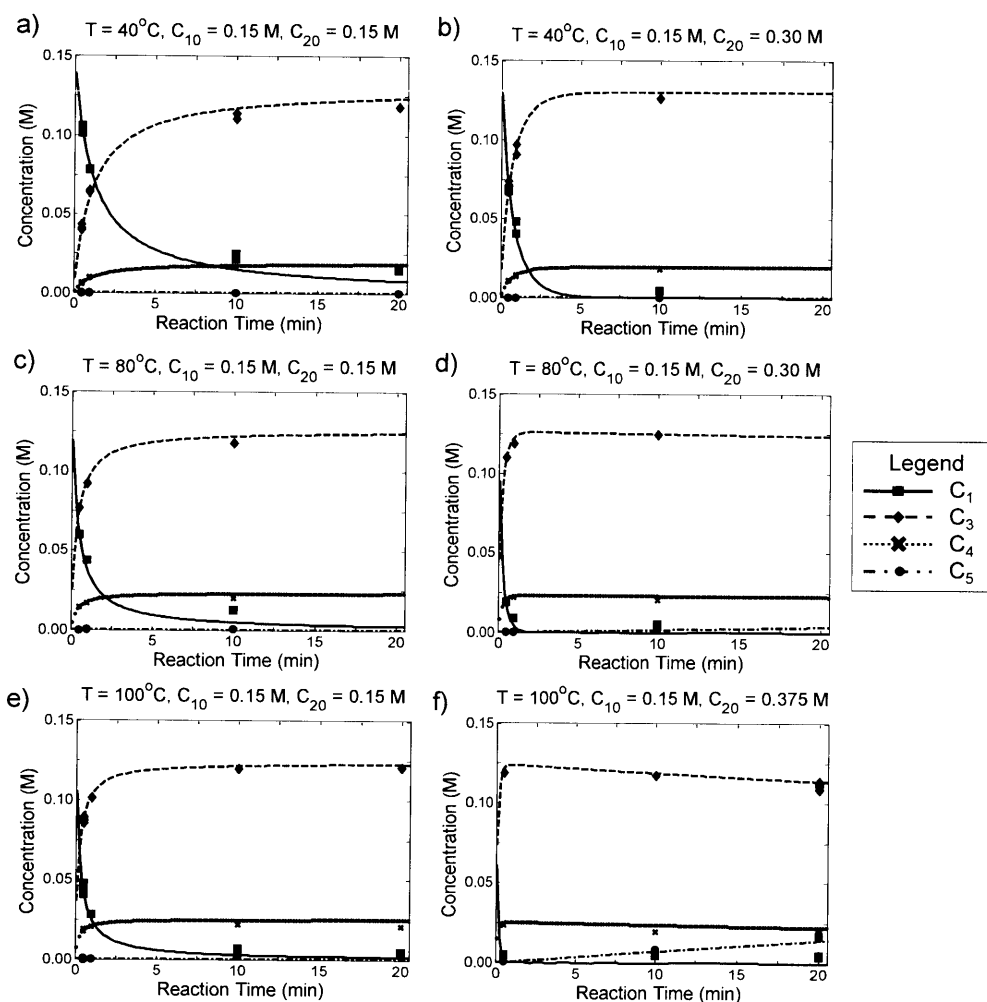 a) T = 40°C, C₁₀ = 0.15 M, C₂₀ = 0.15 M
0.15
0.10
0.05
0.00
Concentration (M)
0 5 10 15 20
Reaction Time (min)
b) T = 40°C, C₁₀ = 0.15 M, C₂₀ = 0.30 M
0.15
0.10
0.05
0.00
Concentration (M)
0 5 10 15 20
Reaction Time (min)
c) T = 80°C, C₁₀ = 0.15 M, C₂₀ = 0.15 M
0.15
0.10
0.05
0.00
Concentration (M)
0 5 10 15 20
Reaction Time (min)
d) T = 80°C, C₁₀ = 0.15 M, C₂₀ = 0.30 M
0.15
0.10
0.05
0.00
Concentration (M)
0 5 10 15 20
Reaction Time (min)
Legend
C₁
C₃
C₄
C₅
e) T = 100°C, C₁₀ = 0.15 M, C₂₀ = 0.15 M
0.15
0.10
0.05
0.00
Concentration (M)
0 5 10 15 20
Reaction Time (min)
f) T = 100°C, C₁₀ = 0.15 M, C₂₀ = 0.375 M
0.15
0.10
0.05
0.00
Concentration (M)
0 5 10 15 20
Reaction Time (min)